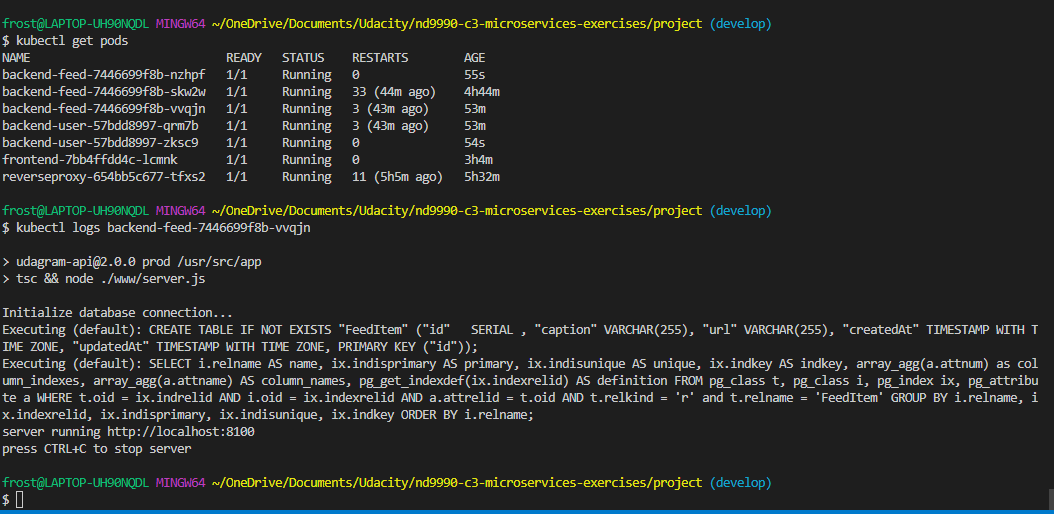 frost@LAPTOP-UH90NQDL MINGW64 ~/OneDrive/Documents/Udacity/nd9990-c3-microservices-exercises/project (develop)
$ kubectl get pods
NAME READY STATUS RESTARTS AGE
backend-feed-7446699f8b-nzhpf 1/1 Running 0 55s
backend-feed-7446699f8b-skw2w 1/1 Running 33 (44m ago) 4h44m
backend-feed-7446699f8b-vvqjn 1/1 Running 3 (43m ago) 53m
backend-user-57bdd8997-qrm7b 1/1 Running 3 (43m ago) 53m
backend-user-57bdd8997-zksc9 1/1 Running 0 54s
frontend-7bb4ffdd4c-lcmnk 1/1 Running 0 3h4m
reverseproxy-654bb5c677-tfxs2 1/1 Running 11 (5h5m ago) 5h32m
frost@LAPTOP-UH90NQDL MINGW64 ~/OneDrive/Documents/Udacity/nd9990-c3-microservices-exercises/project (develop)
$ kubectl logs backend-feed-7446699f8b-vvqjn
> udagram-api@2.0.0 prod /usr/src/app
> tsc && node ./www/server.js
Initialize database connection...
Executing (default): CREATE TABLE IF NOT EXISTS "FeedItem" ("id"   SERIAL , "caption" VARCHAR(255), "url" VARCHAR(255), "createdAt" TIMESTAMP WITH T
IME ZONE, "updatedAt" TIMESTAMP WITH TIME ZONE, PRIMARY KEY ("id"));
Executing (default): SELECT i.relname AS name, ix.indisprimary AS primary, ix.indisunique AS unique, ix.indkey AS indkey, array_agg(a.attnum) as col
umn_indexes, array_agg(a.attname) AS column_names, pg_get_indexdef(ix.indexrelid) AS definition FROM pg_class t, pg_class i, pg_index ix, pg_attribu
te a WHERE t.oid = ix.indrelid AND i.oid = ix.indexrelid AND a.attrelid = t.oid AND t.relkind = 'r' and t.relname = 'FeedItem' GROUP BY i.relname, i
x.indexrelid, ix.indisprimary, ix.indisunique, ix.indkey ORDER BY i.relname;
server running http://localhost:8100
press CTRL+C to stop server
frost@LAPTOP-UH90NQDL MINGW64 ~/OneDrive/Documents/Udacity/nd9990-c3-microservices-exercises/project (develop)
$